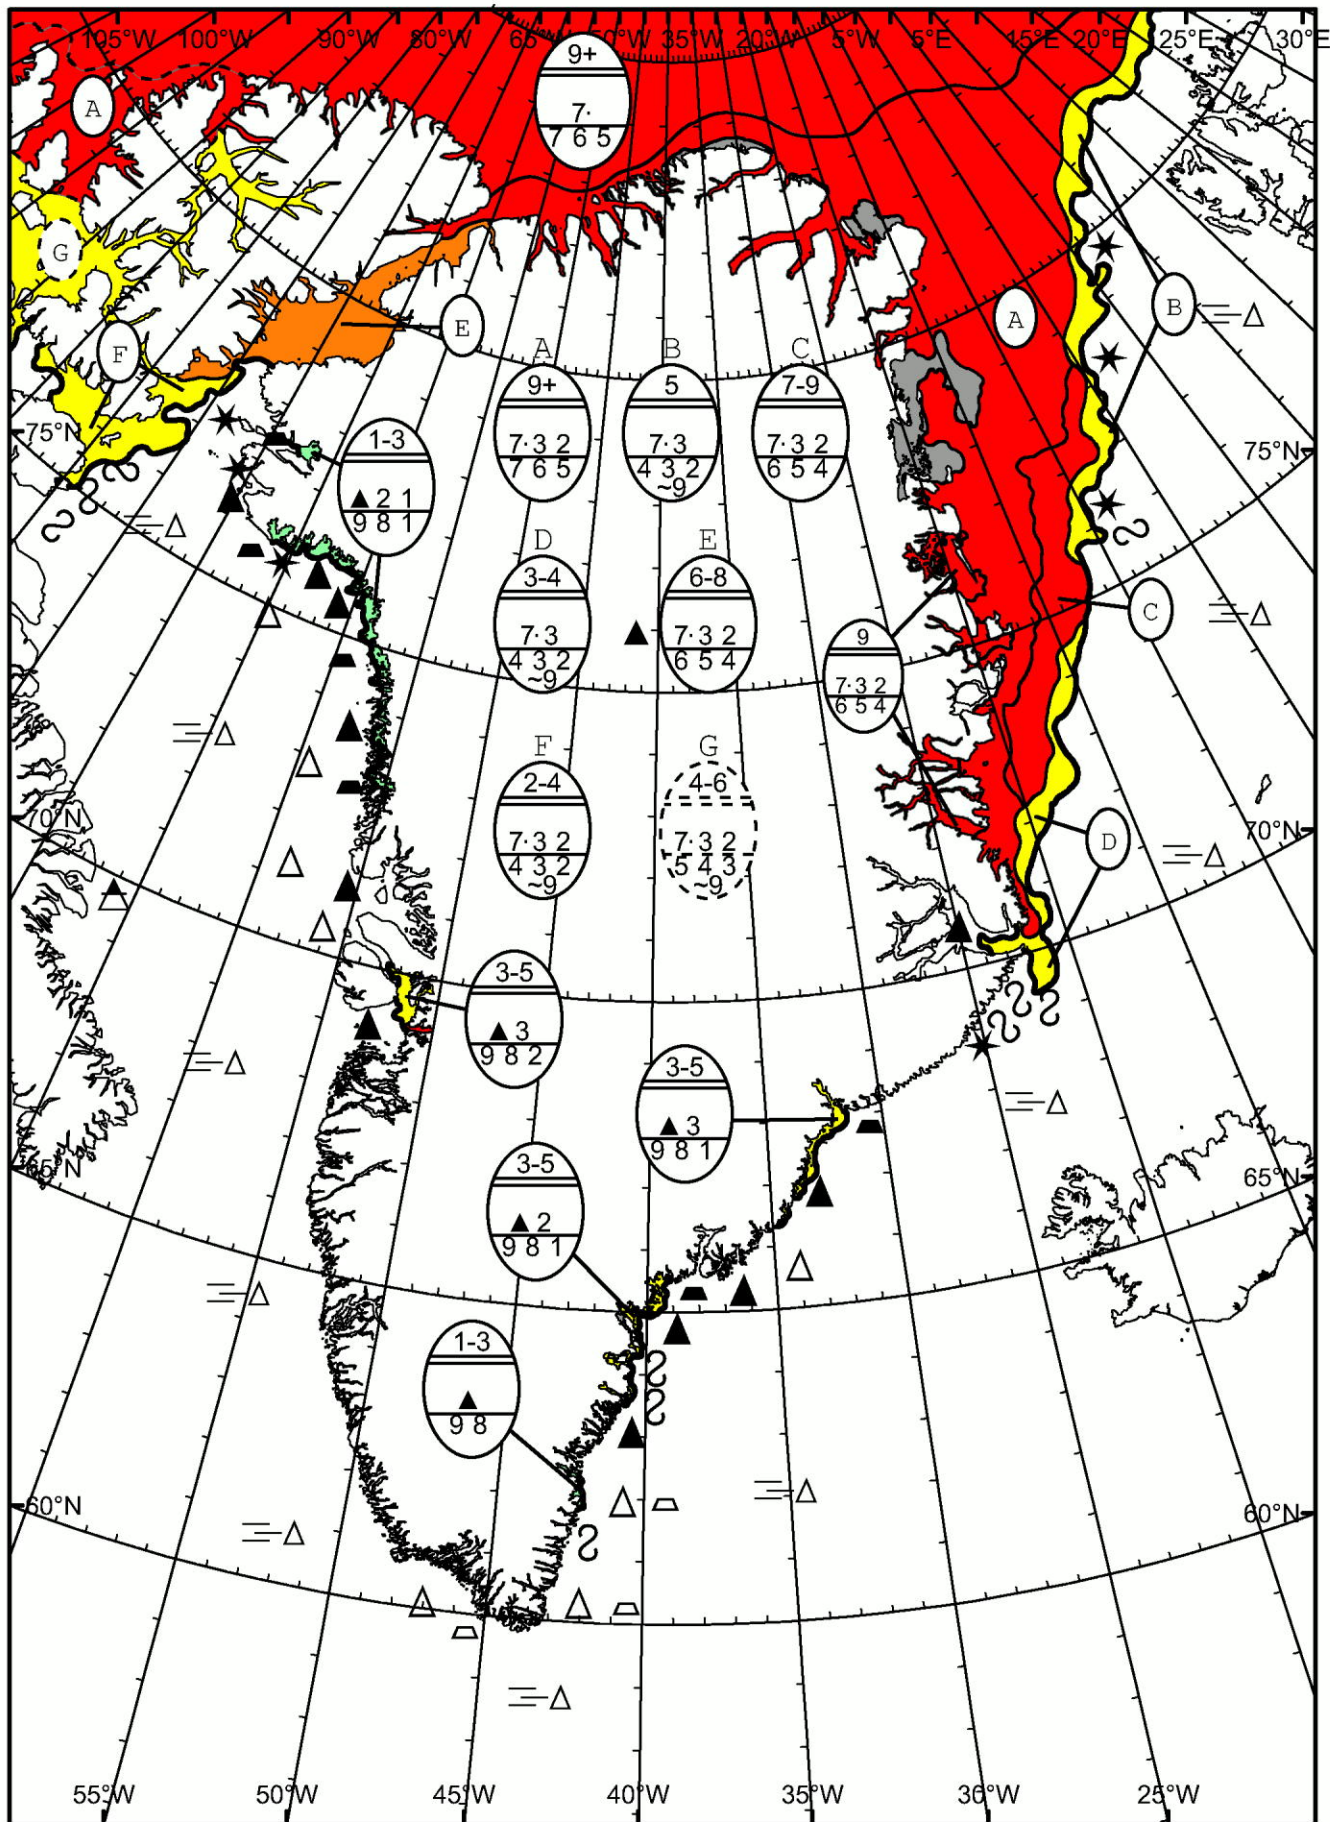 105°W 100°W 90°W 80°W 65°W 50°W 35°W 20°W 5°W 5°E 15°E 20°E 25°E 30°E
9+
7·
7 6 5
A
G
B
A
E
F
A B C
9+ 5 7-9
7·3 2 7·3 7·3 2
7 6 5 4 3 2 6 5 4
~9
75°N 75°N
1-3
2 1
9 8 1
D E
3-4 6-8
7·3 7·3 2
4 3 2 6 5 4
~9
C
9
7·3 2
6 5 4
F G
2-4 4-6
7·3 2 7·3 2
4 3 2 5 4 3
~9 ~9
70°N 70°N
D
3-5
3
9 8 2
3-5
3
9 8 1
65°N 65°N
3-5
2
9 8 1
1-3
9 8
60°N 60°N
55°W 50°W 45°W 40°W 35°W 30°W 25°W